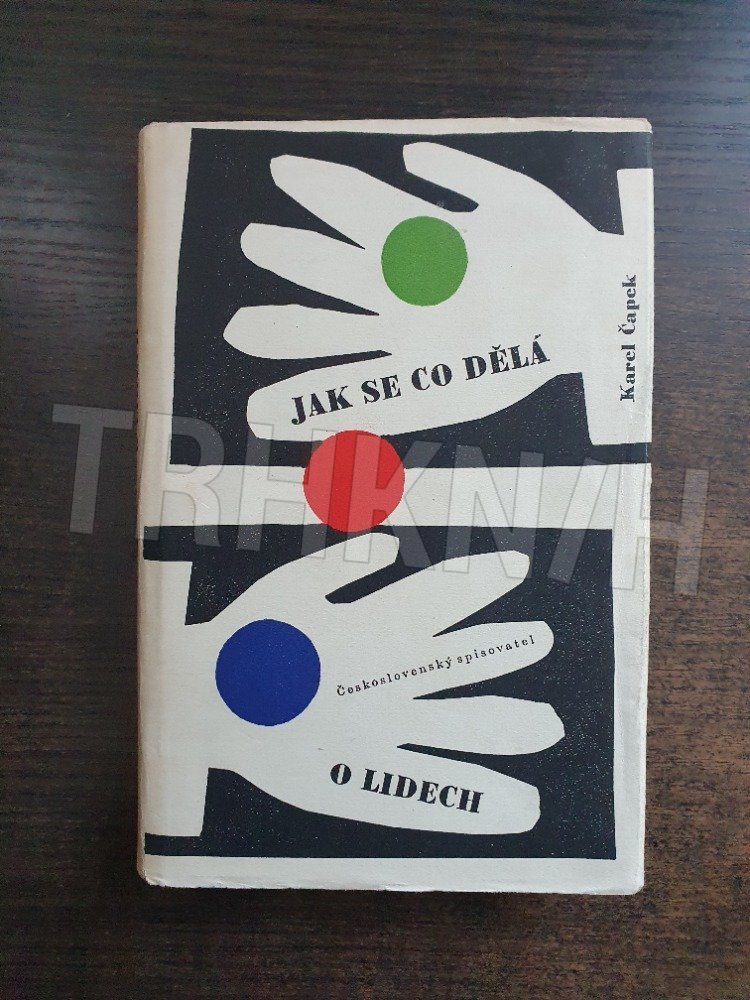 JAK SE CO DĚLÁ
Karel Čapek
TRHKNIH
Československý spisovatel
O LIDECH